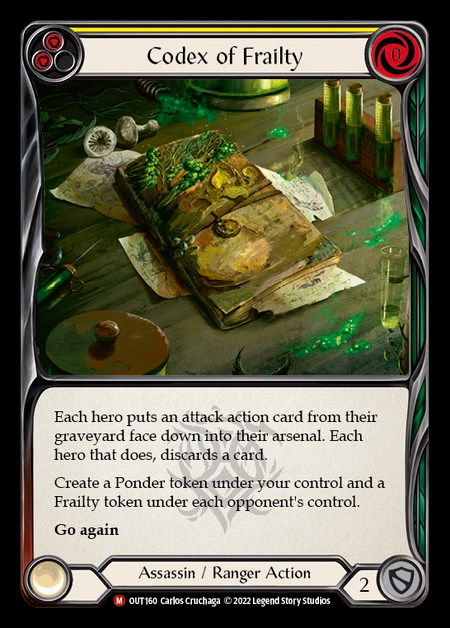 Codex of Frailty
0
Each hero puts an attack action card from their
graveyard face down into their arsenal. Each
hero that does, discards a card.
Create a Ponder token under your control and a
Frailty token under each opponent's control.
Go again
Assassin / Ranger Action
2
M OUT160 Carlos Cruchaga © 2022 Legend Story Studios